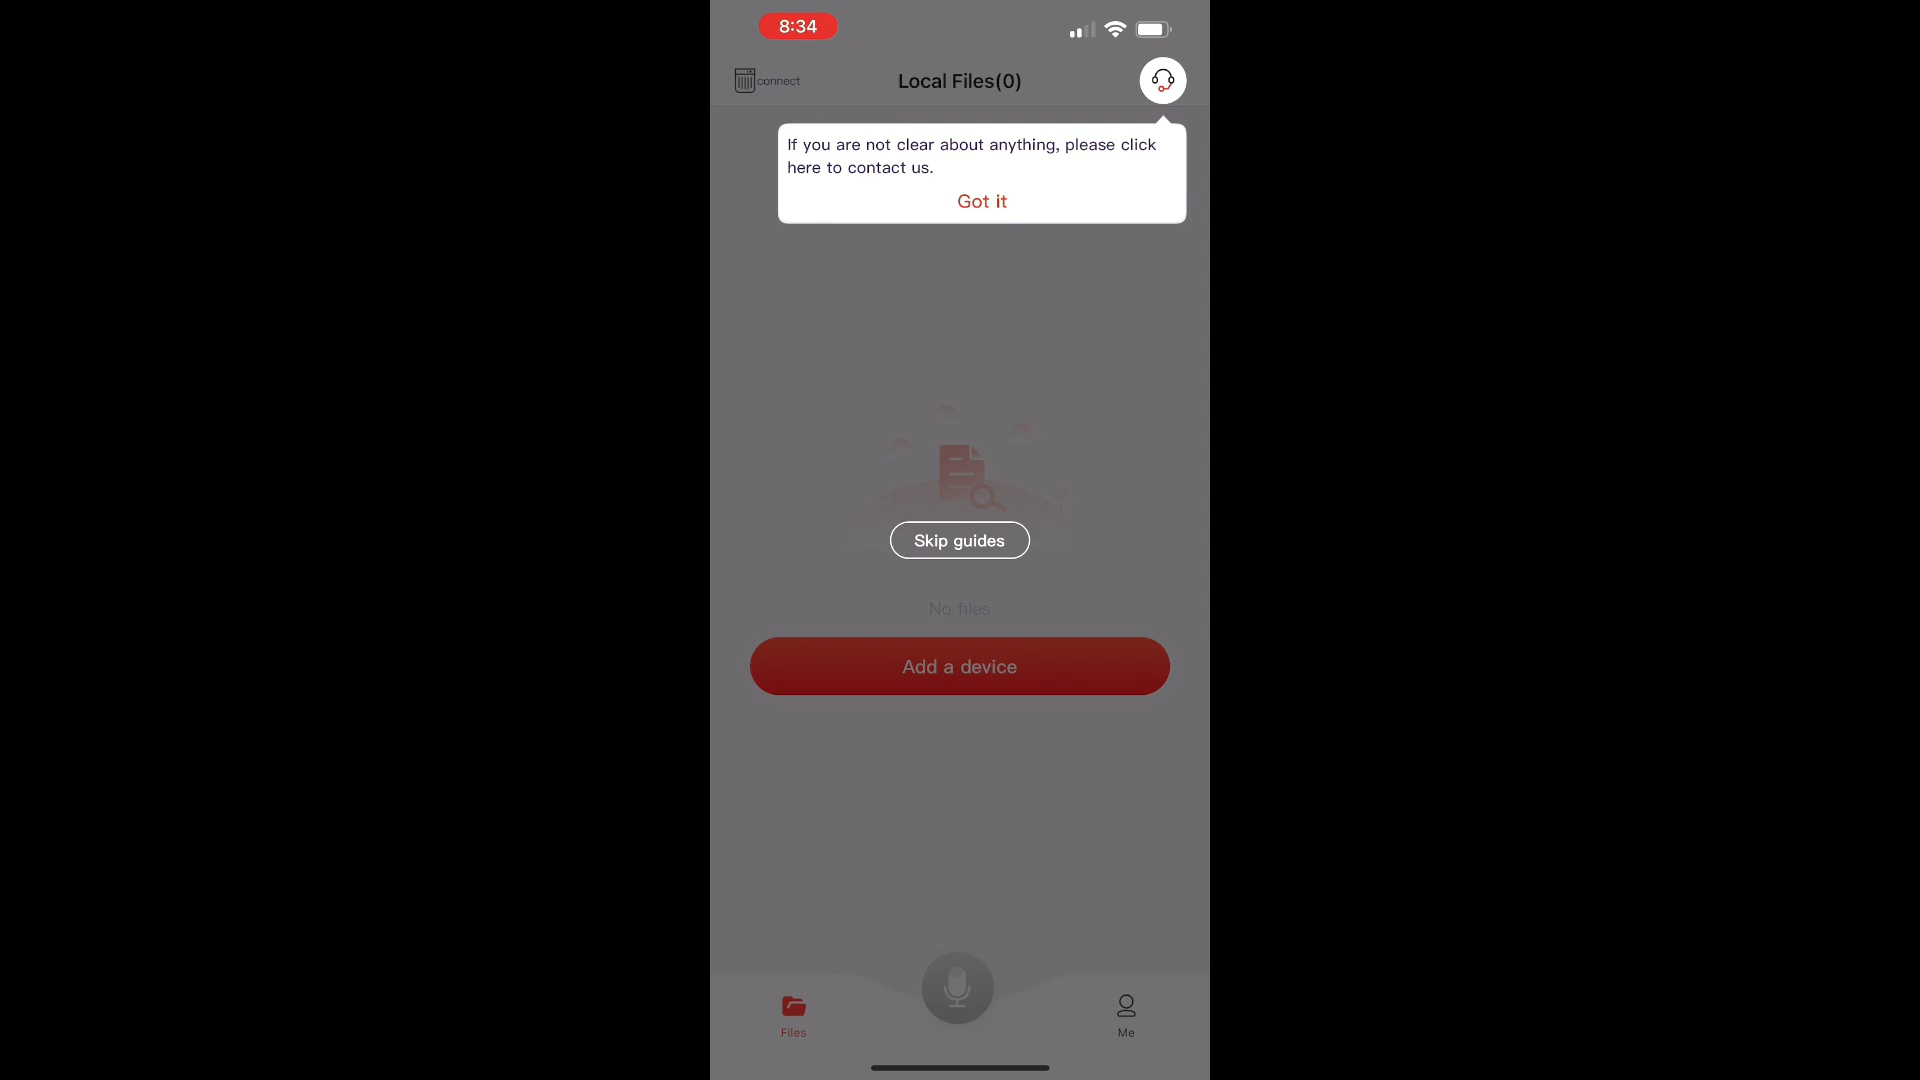 8:34
connect
Local Files(0)
If you are not clear about anything, please click
here to contact us.
Got it
Skip guides
No files
Add a device
Files
Me